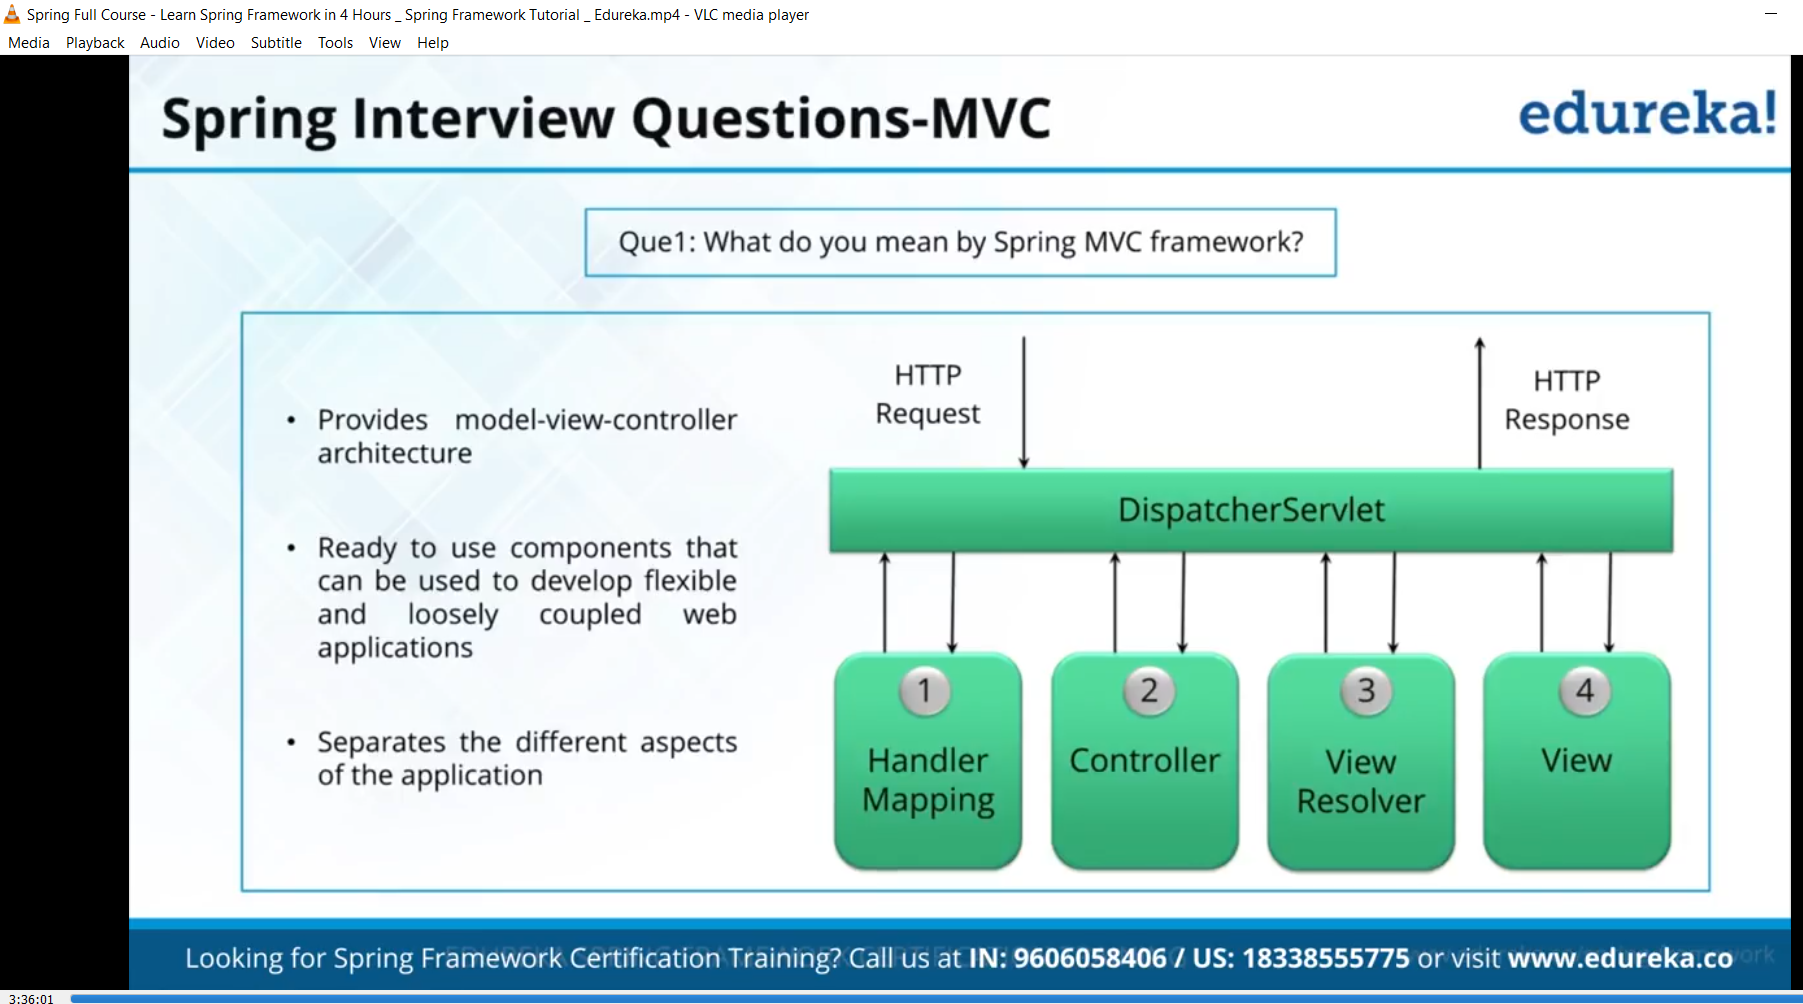 Spring Full Course - Learn Spring Framework in 4 Hours _ Spring Framework Tutorial _ Edureka.mp4 - VLC media player
Media Playback Audio Video Subtitle Tools View Help
Spring Interview Questions-MVC
edureka!
Que1: What do you mean by Spring MVC framework?
• Provides model-view-controller
architecture
• Ready to use components that
can be used to develop flexible
and loosely coupled web
applications
• Separates the different aspects
of the application
HTTP
Request
HTTP
Response
DispatcherServlet
1
Handler
Mapping
2
Controller
3
View
Resolver
4
View
Looking for Spring Framework Certification Training? Call us at IN: 9606058406 / US: 18338555775 or visit www.edureka.co
3:36:01